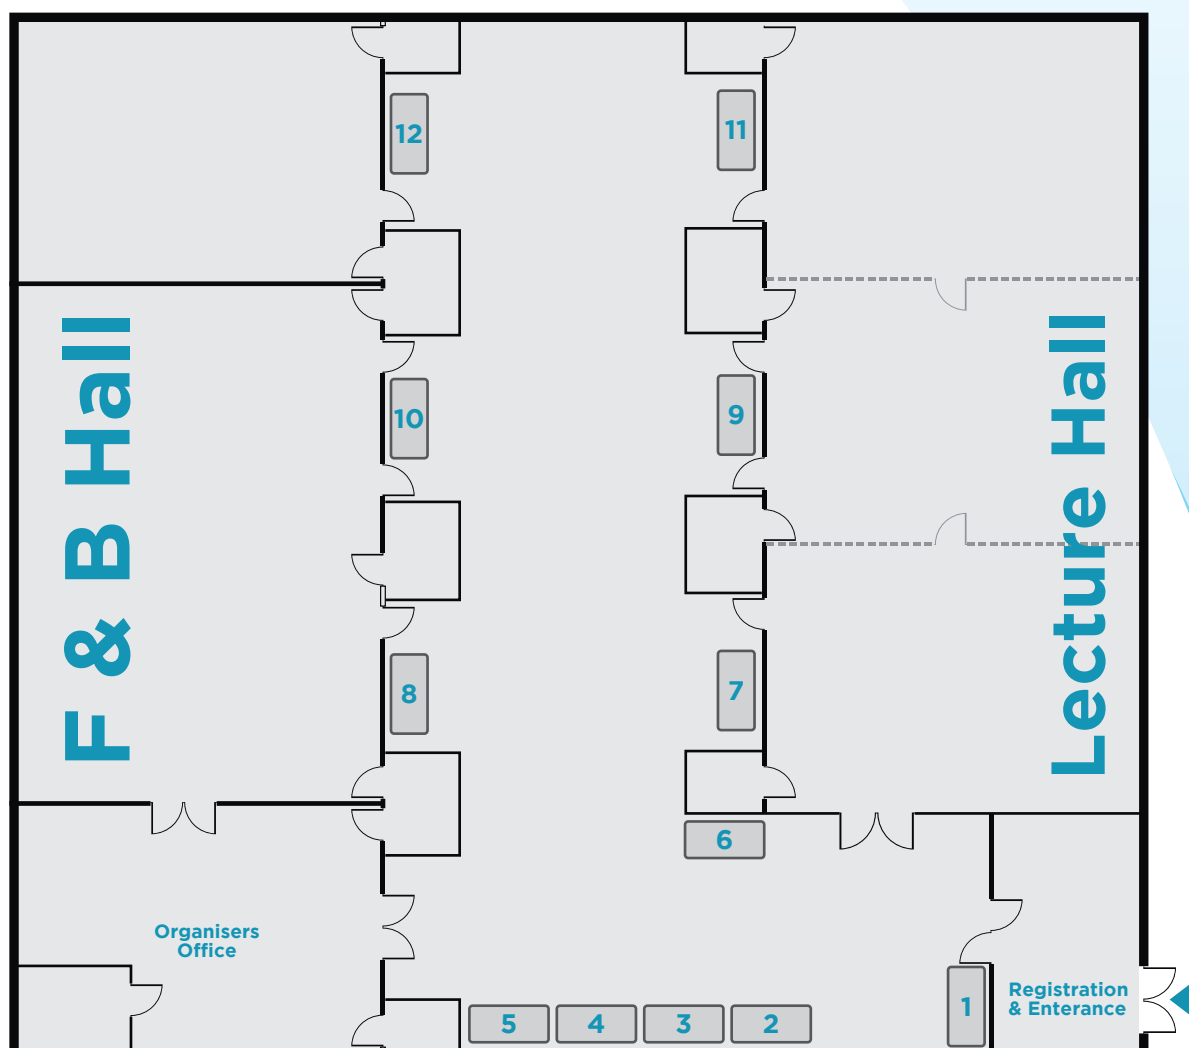 12
11
F & B Hall
Lecture Hall
10
9
8
7
6
Organisers
Office
Registration
& Enterance
1
5
4
3
2